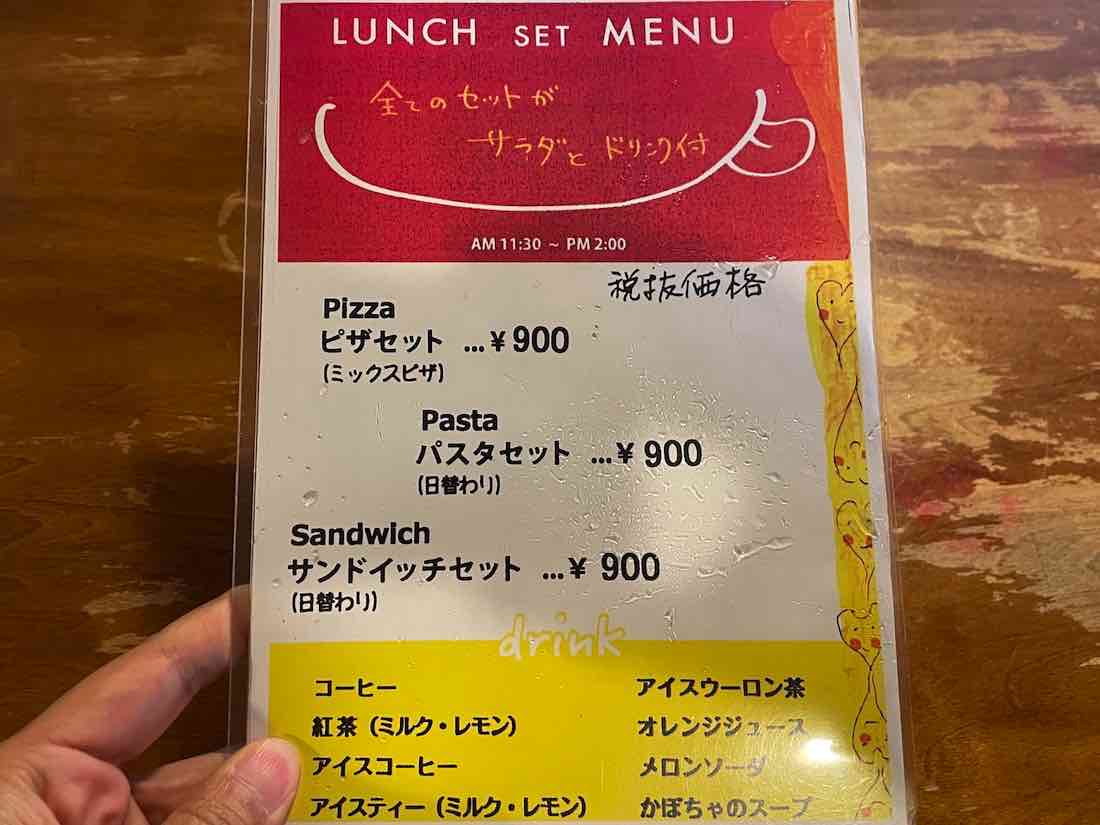 LUNCH SET MENU
全てのセットが
サラダとドリンク付
AM 11:30 ~ PM 2:00
税抜価格
Pizza
ピザセット …¥ 900
(ミックスピザ)
Pasta
パスタセット …¥ 900
(日替わり)
Sandwich
サンドイッチセット …¥ 900
(日替わり)
drink
コーヒー
紅茶（ミルク・レモン）
アイスコーヒー
アイスティー（ミルク・レモン）
アイスウーロン茶
オレンジジュース
メロンソーダ
かぼちゃのスープ